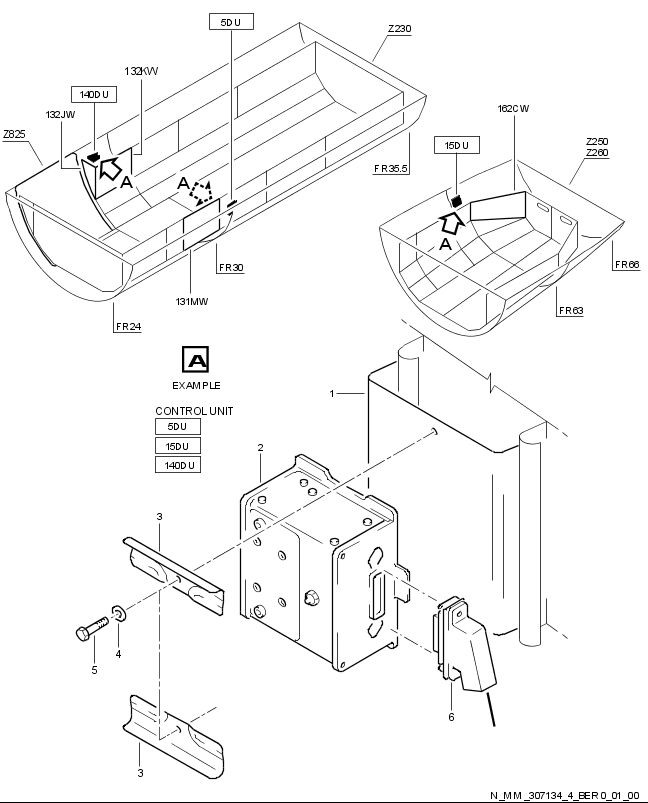 5DU
Z230
132KW
140DU
132JW
Z825
162CW
15DU
Z250
Z260
A
A
FR35.5
A
FR66
FR30
131MW
FR63
FR24
A
EXAMPLE
CONTROL UNIT
5DU
15DU
140DU
1
2
3
4
5
6
3
N_MM_307134_4_BER0_01_00